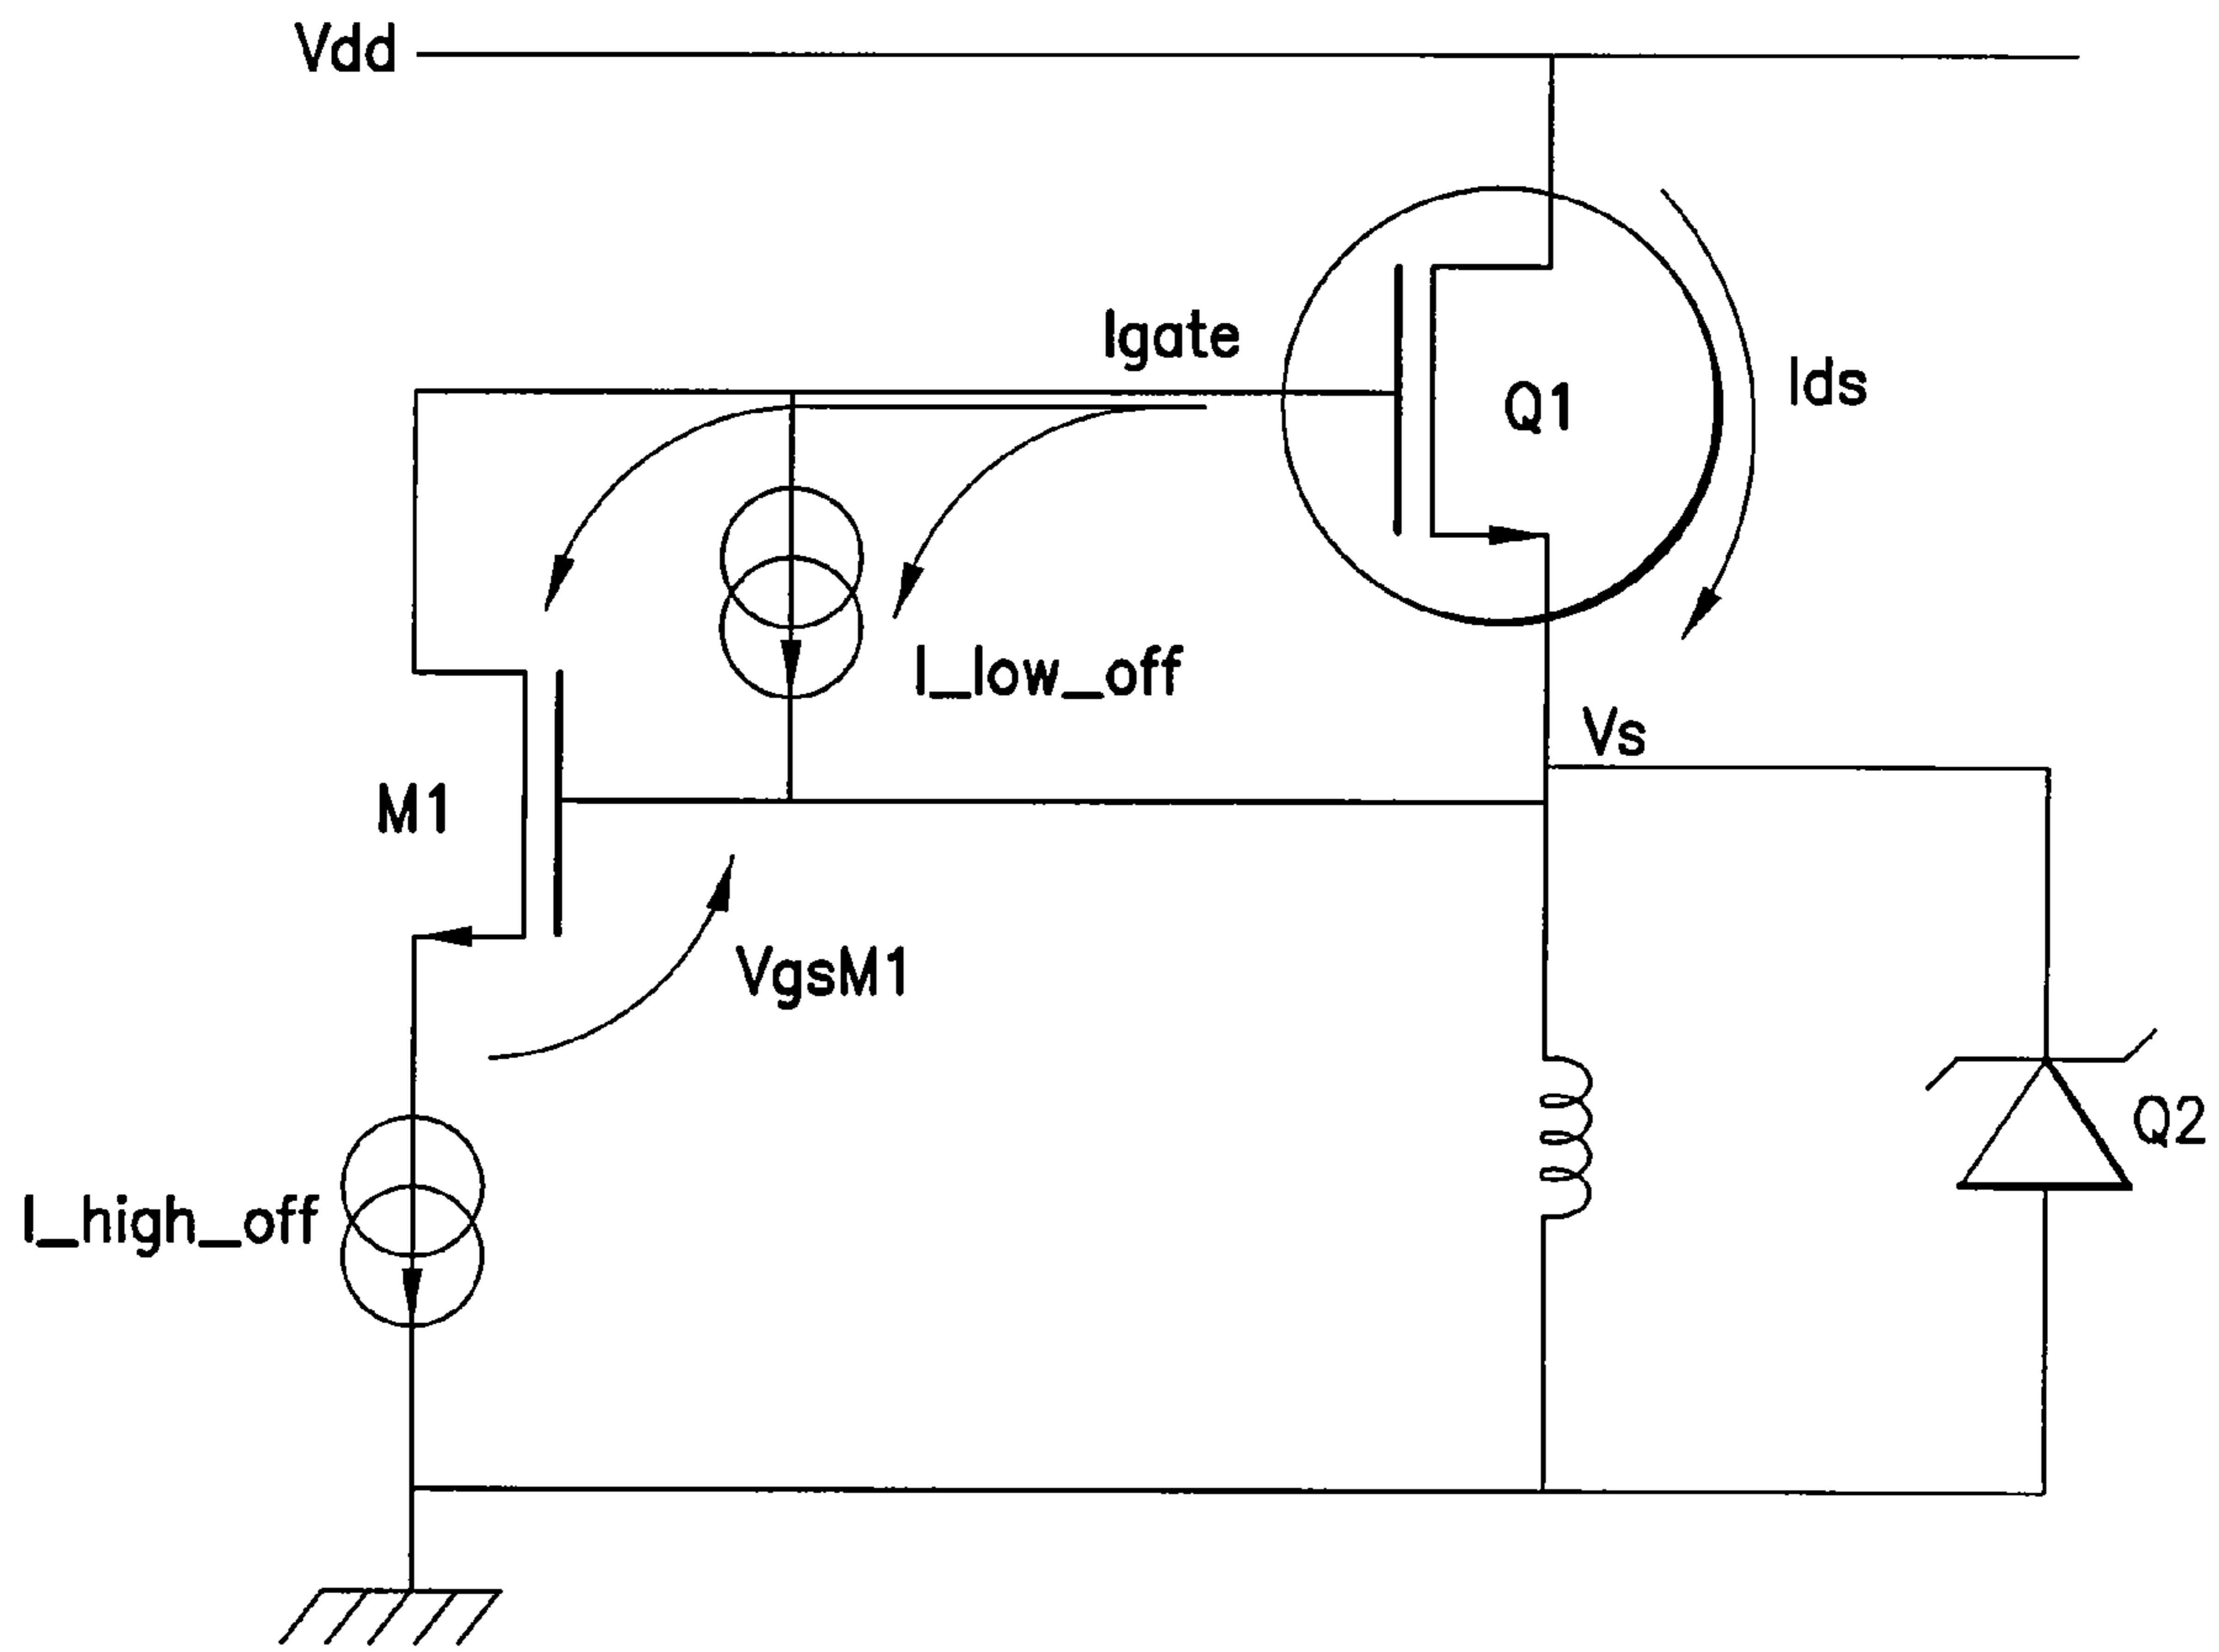 Vdd
Igate
Ids
Q1
I_low_off
Vs
M1
VgsM1
Q2
I_high_off